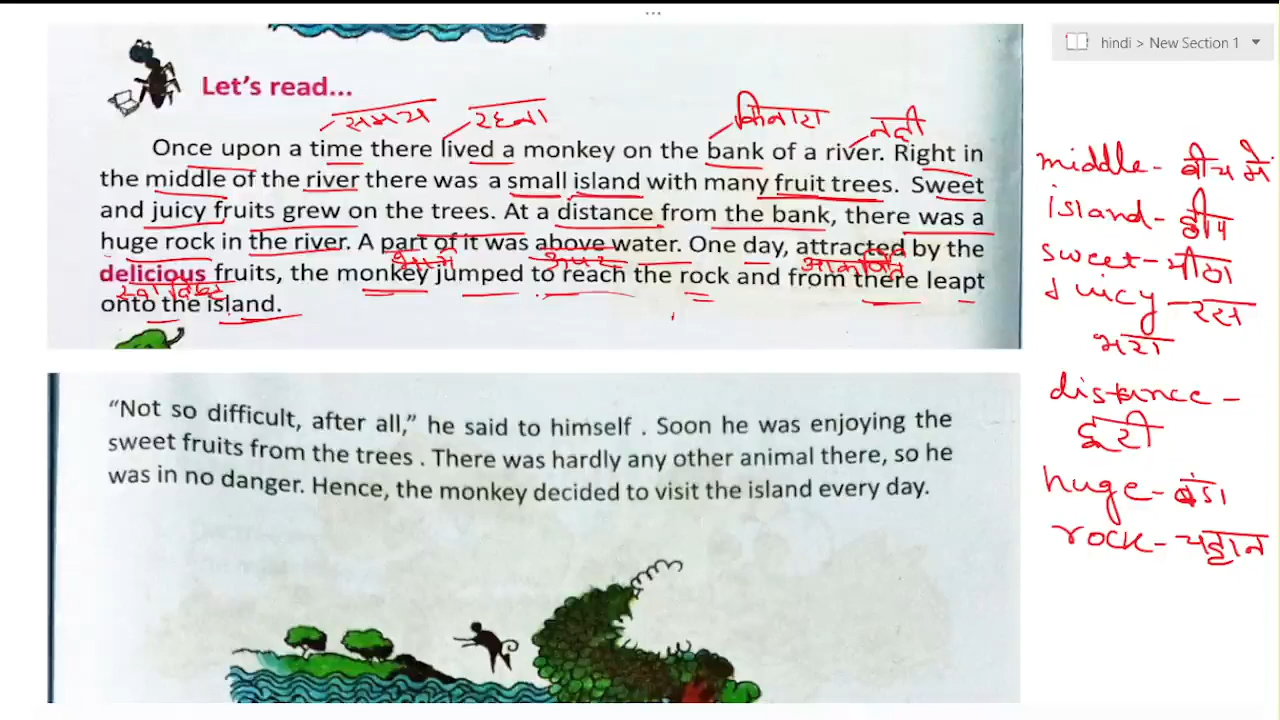 ...
hindi > New Section 1
Let's read...
समय रहना किनारा नदी
Once upon a time there lived a monkey on the bank of a river. Right in
the middle of the river there was a small island with many fruit trees. Sweet
and juicy fruits grew on the trees. At a distance from the bank, there was a
huge rock in the river. A part of it was above water. One day, attracted by the
ऊपर आकर्षित
delicious fruits, the monkey jumped to reach the rock and from there leapt
onto the island.
"Not so difficult, after all," he said to himself . Soon he was enjoying the
sweet fruits from the trees . There was hardly any other animal there, so he
was in no danger. Hence, the monkey decided to visit the island every day.
middle - बीच में
island - द्वीप
sweet - मीठा
juicy - रस
भरा
distance -
दूरी
huge - बड़ा
rock - चट्टान